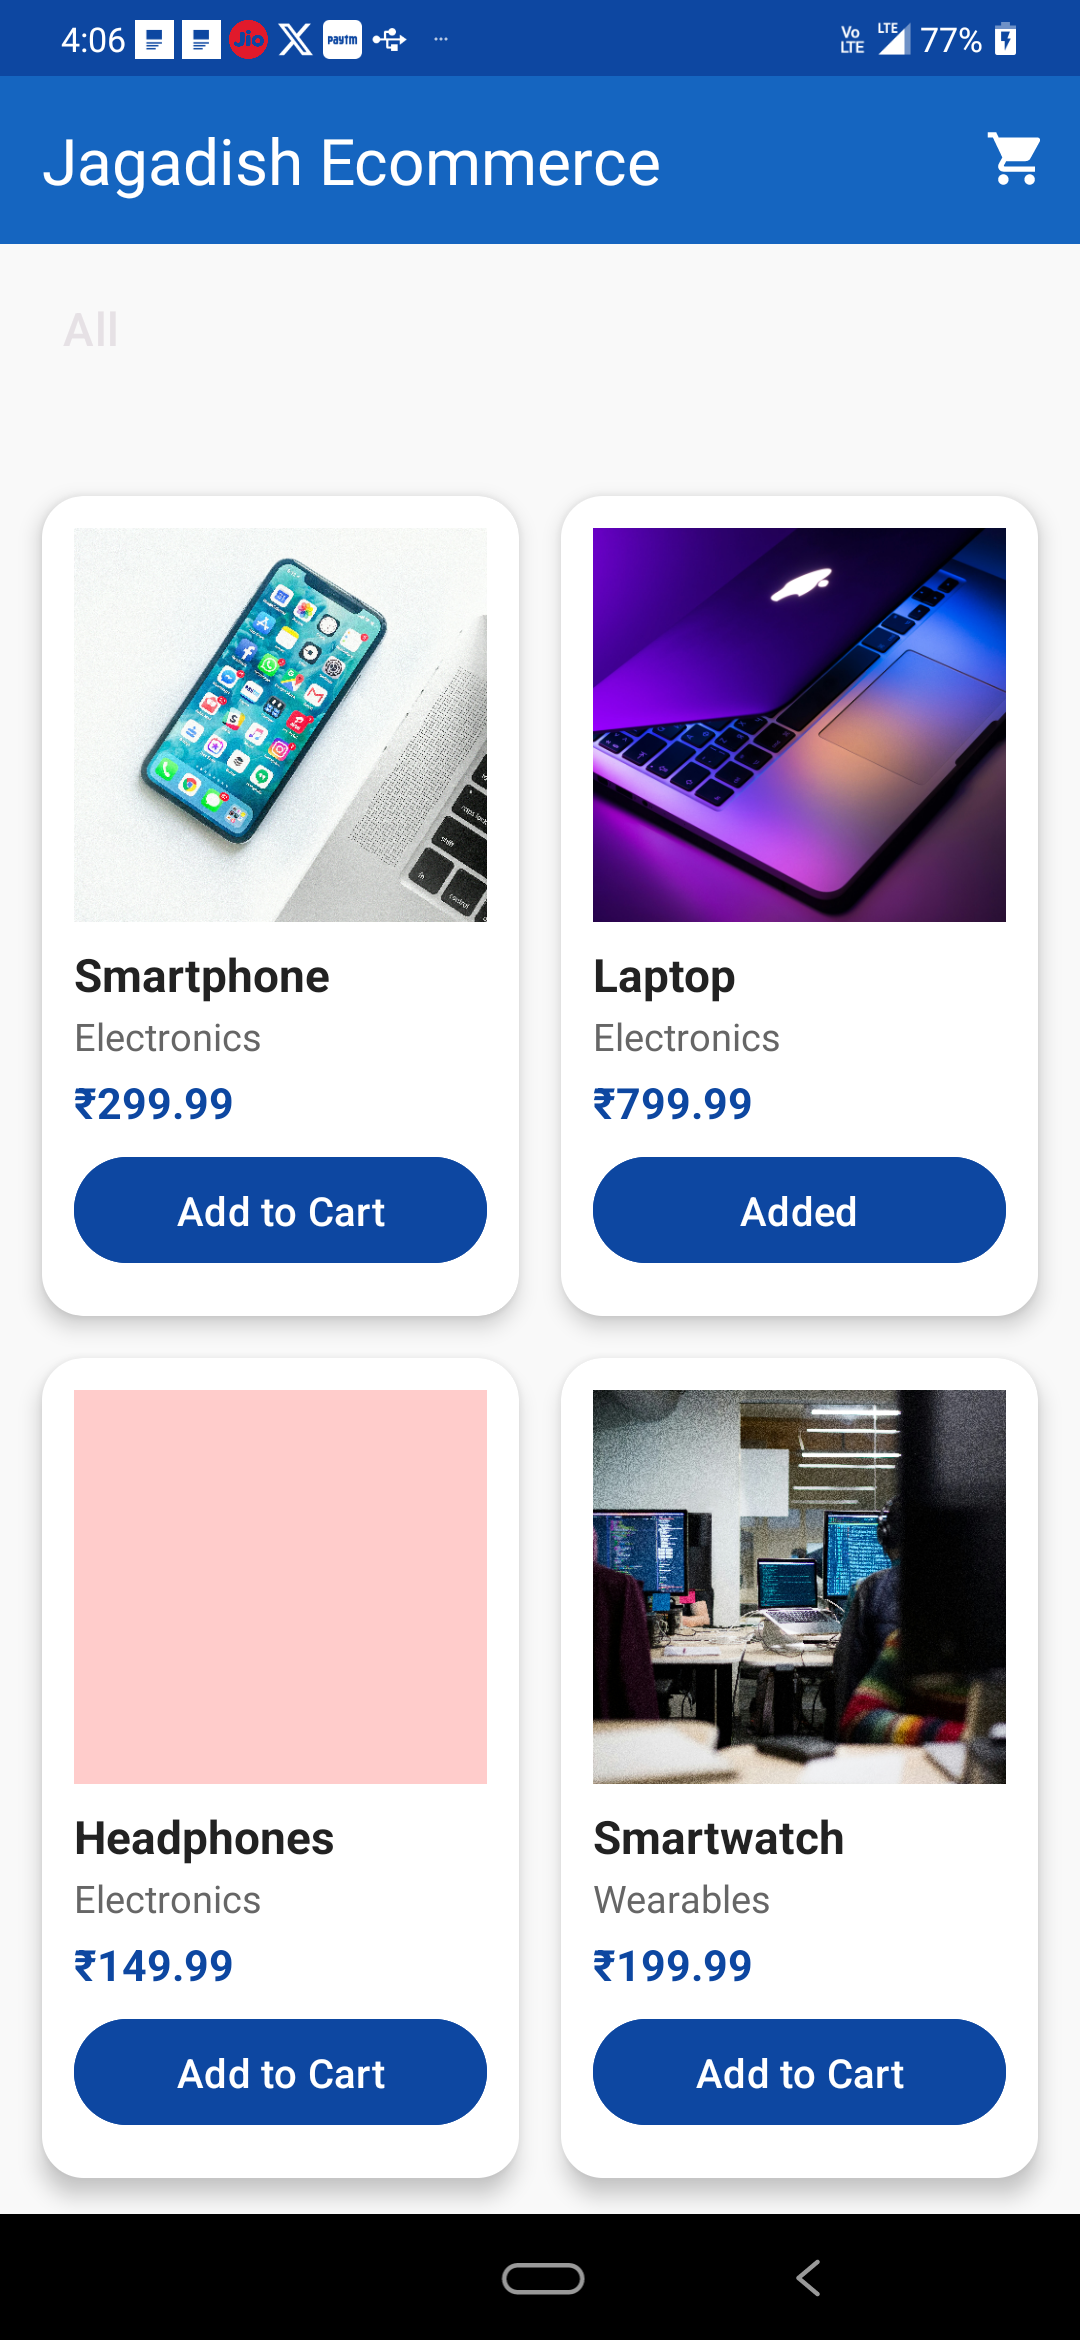 4:06 Jio paytm Vo LTE LTE 77%
Jagadish Ecommerce
All
Smartphone
Electronics
₹299.99
Add to Cart
Laptop
Electronics
₹799.99
Added
Headphones
Electronics
₹149.99
Add to Cart
Smartwatch
Wearables
₹199.99
Add to Cart